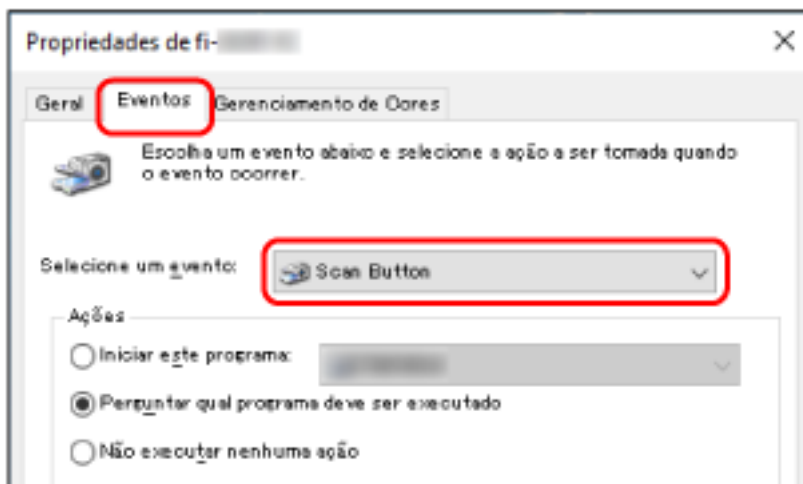 Propriedades de fi-
Geral Eventos Gerenciamento de Cores
Escolha um evento abaixo e selecione a ação a ser tomada quando
o evento ocorrer.
Selecione um evento: Scan Button
Ações
Iniciar este programa:
Perguntar qual programa deve ser executado
Não executar nenhuma ação